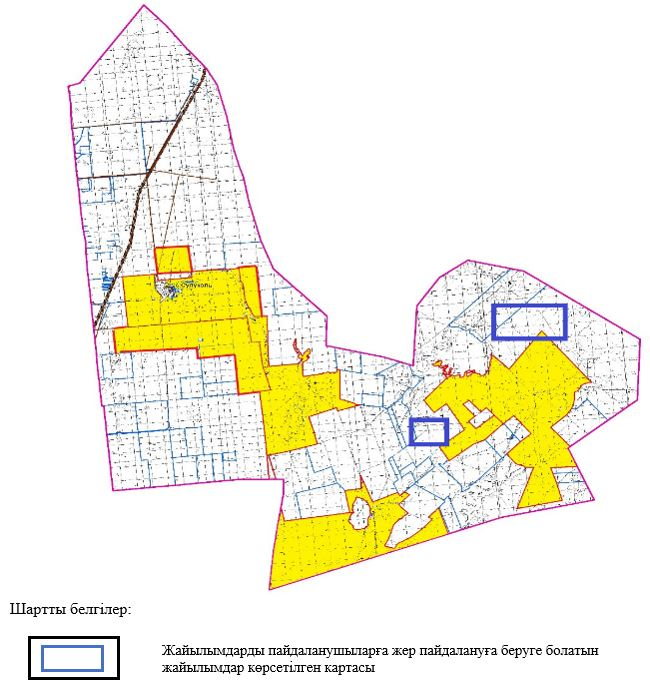 Шартты белгілер:
Жайылымдарды пайдаланушыларға жер пайдалануға беруге болатын
жайылымдар көрсетілген картасы